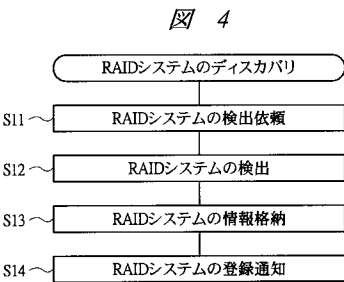 図 4
RAIDシステムのディスカバリ
S11 RAIDシステムの検出依頼
S12 RAIDシステムの検出
S13 RAIDシステムの情報格納
S14 RAIDシステムの登録通知